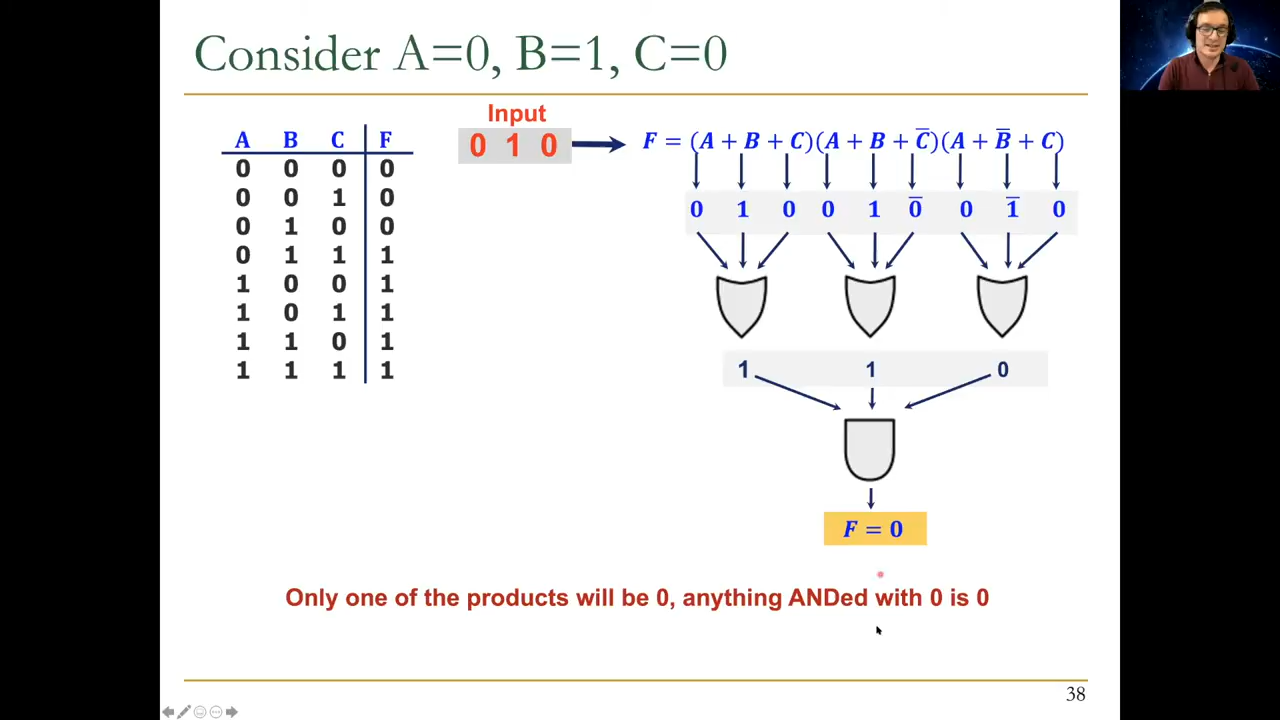 Consider A=0, B=1, C=0
A B C F
0 0 0 0
0 0 1 0
0 1 0 0
0 1 1 1
1 0 0 1
1 0 1 1
1 1 0 1
1 1 1 1
Input
0 1 0
F = (A + B + C)(A + B + C̅)(A + B̅ + C)
0 1 0 0 1 0̅ 0 1̅ 0
1 1 0
F = 0
Only one of the products will be 0, anything ANDed with 0 is 0
38